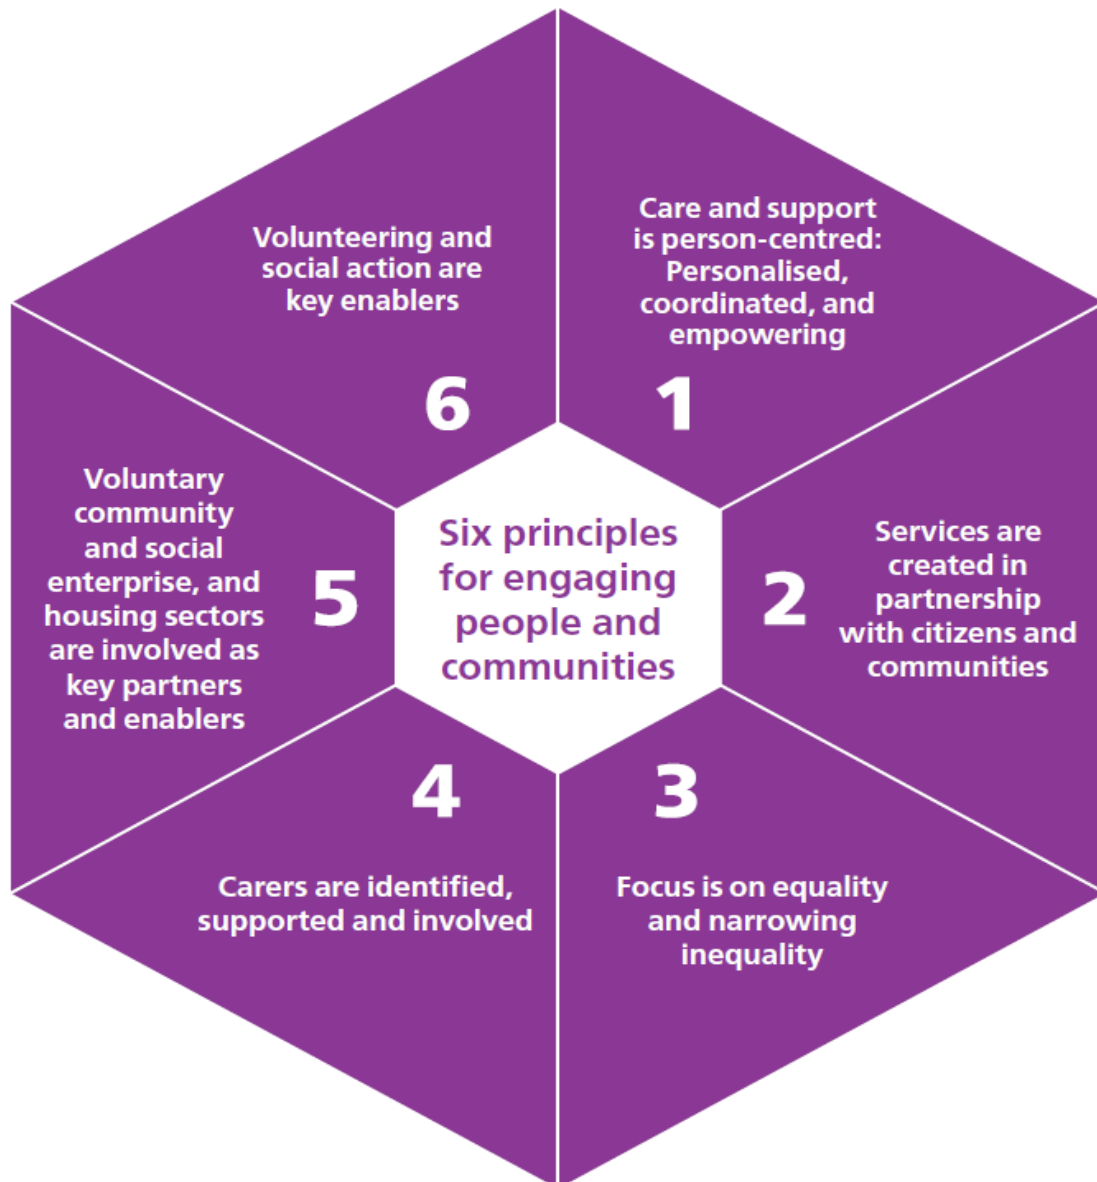 Six principles
for engaging
people and
communities
Care and support
is person-centred:
Personalised,
coordinated, and
empowering
1
Services are
created in
partnership
with citizens and
communities
2
3
Focus is on equality
and narrowing
inequality
4
Carers are identified,
supported and involved
Voluntary
community
and social
enterprise, and
housing sectors
are involved as
key partners
and enablers
5
Volunteering and
social action are
key enablers
6